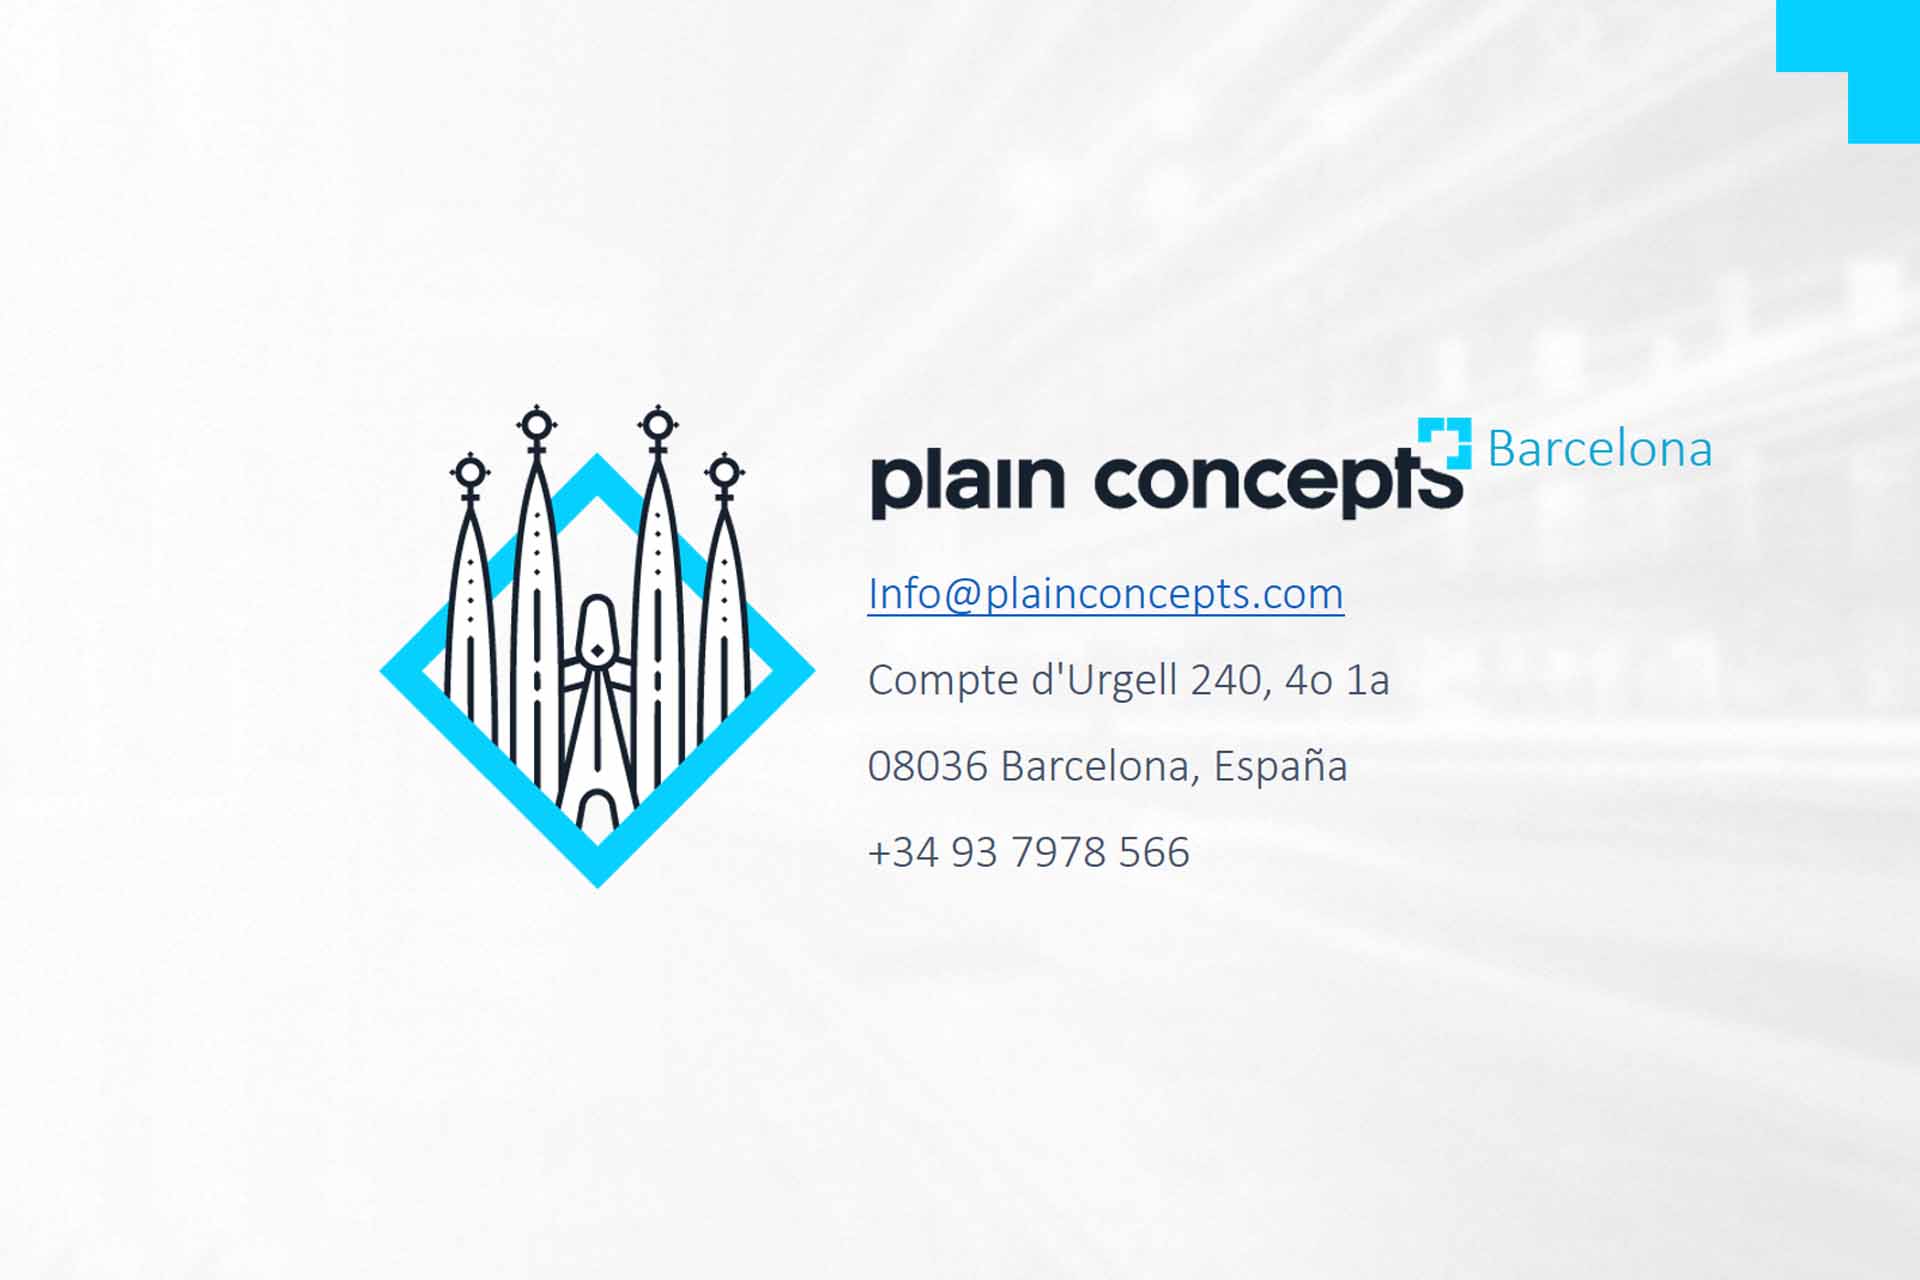 plain concepts Barcelona
Info@plainconcepts.com
Compte d'Urgell 240, 4o 1a
08036 Barcelona, España
+34 93 7978 566